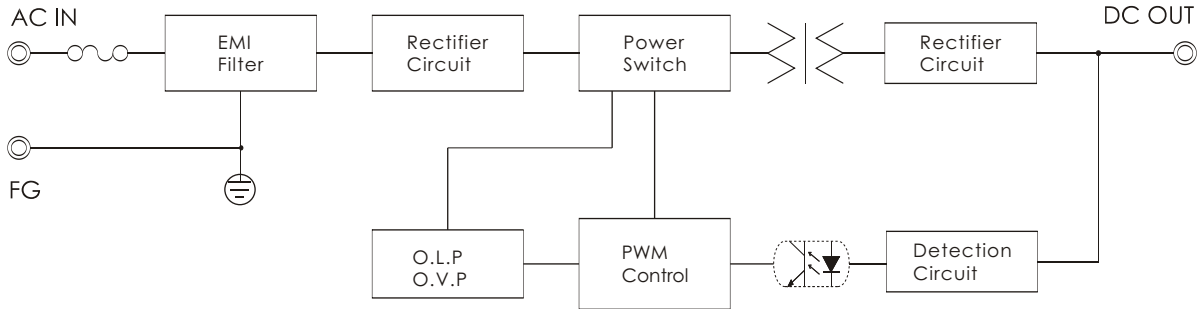 AC IN
DC OUT
EMI
Filter
Rectifier
Circuit
Power
Switch
Rectifier
Circuit
FG
O.L.P
O.V.P
PWM
Control
Detection
Circuit